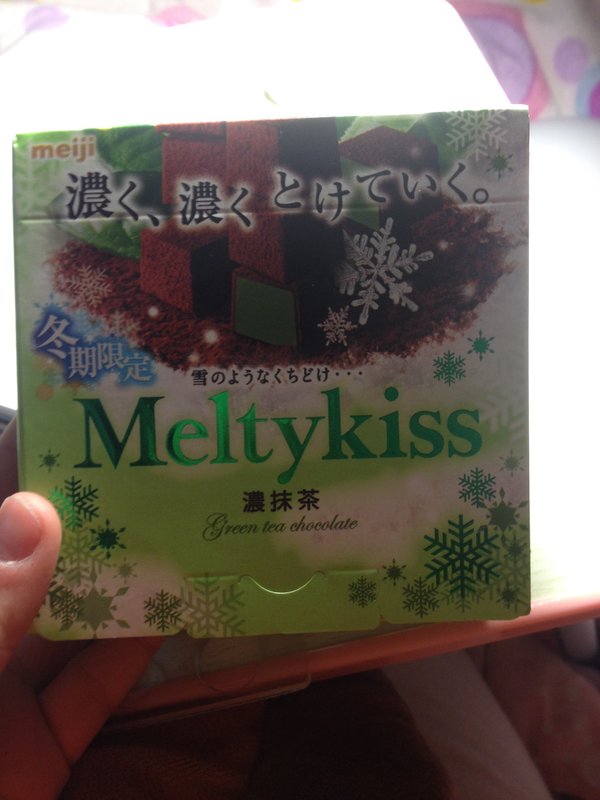 meiji
濃く、濃くとけていく。
冬期限定
雪のようなくちどけ・・・
Meltykiss
濃抹茶
Green tea chocolate